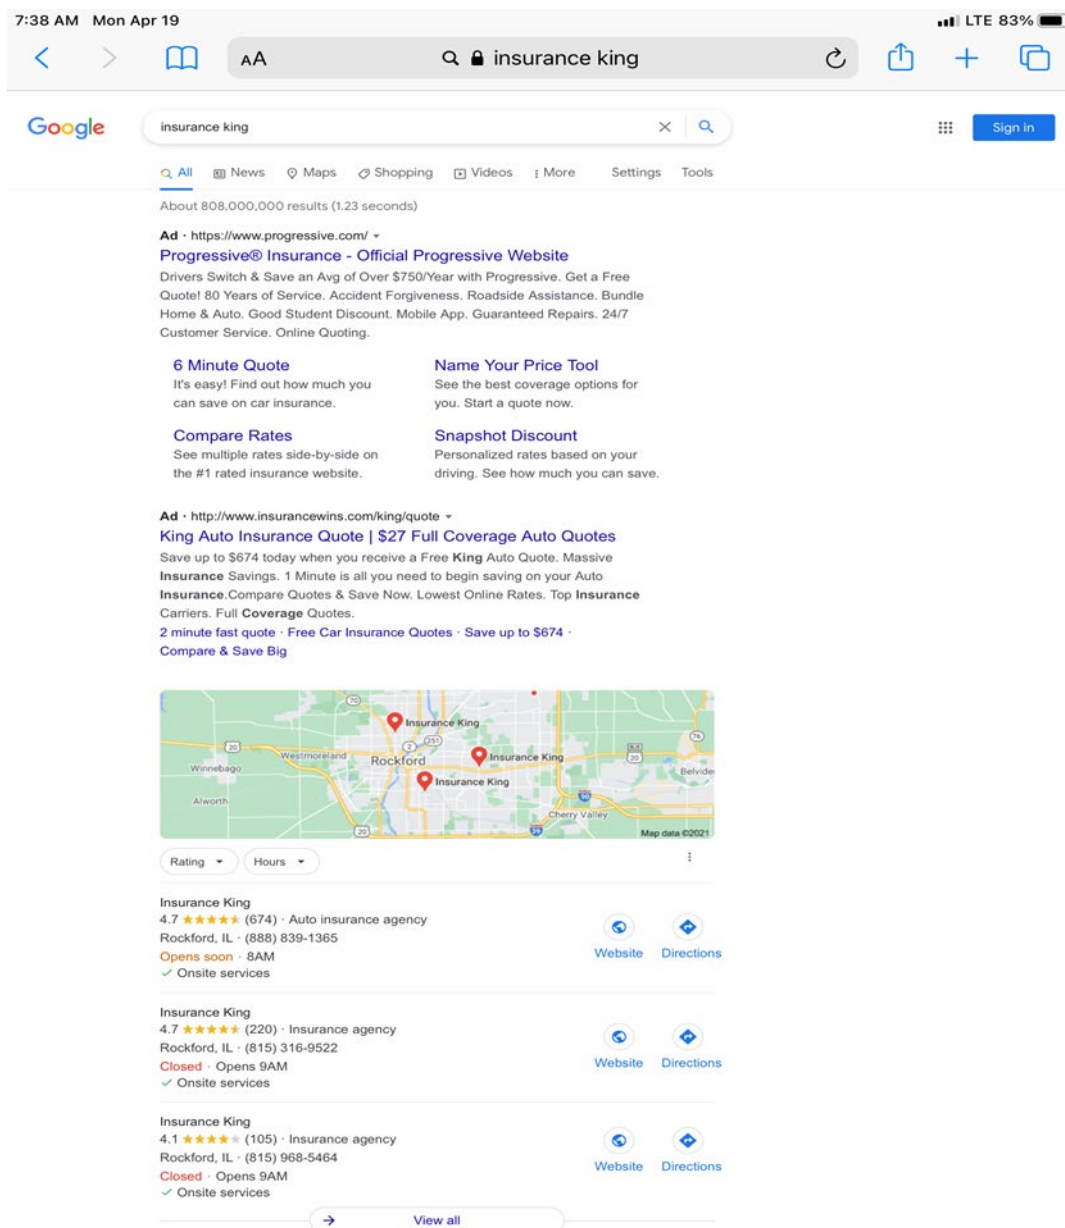 7:38 AM Mon Apr 19
LTE 83%
AA
insurance king
Google
insurance king
Sign in
All News Maps Shopping Videos More Settings Tools
About 808,000,000 results (1.23 seconds)
Ad · https://www.progressive.com/
Progressive® Insurance - Official Progressive Website
Drivers Switch & Save an Avg of Over $750/Year with Progressive. Get a Free
Quote! 80 Years of Service. Accident Forgiveness. Roadside Assistance. Bundle
Home & Auto. Good Student Discount. Mobile App. Guaranteed Repairs. 24/7
Customer Service. Online Quoting.
6 Minute Quote
It's easy! Find out how much you
can save on car insurance.
Name Your Price Tool
See the best coverage options for
you. Start a quote now.
Compare Rates
See multiple rates side-by-side on
the #1 rated insurance website.
Snapshot Discount
Personalized rates based on your
driving. See how much you can save.
Ad · http://www.insurancewins.com/king/quote
King Auto Insurance Quote | $27 Full Coverage Auto Quotes
Save up to $674 today when you receive a Free King Auto Quote. Massive
Insurance Savings. 1 Minute is all you need to begin saving on your Auto
Insurance.Compare Quotes & Save Now. Lowest Online Rates. Top Insurance
Carriers. Full Coverage Quotes.
2 minute fast quote · Free Car Insurance Quotes · Save up to $674 ·
Compare & Save Big
70
Insurance King
2
251
76
20
Westmoreland
Rockford
Insurance King
BUS
20
Winnebago
Belvide
Insurance King
Alworth
90
Cherry Valley
20
39
Map data ©2021
Rating
Hours
Insurance King
4.7 (674) · Auto insurance agency
Rockford, IL · (888) 839-1365
Opens soon · 8AM
Onsite services
Website
Directions
Insurance King
4.7 (220) · Insurance agency
Rockford, IL · (815) 316-9522
Closed · Opens 9AM
Onsite services
Website
Directions
Insurance King
4.1 (105) · Insurance agency
Rockford, IL · (815) 968-5464
Closed · Opens 9AM
Onsite services
Website
Directions
View all